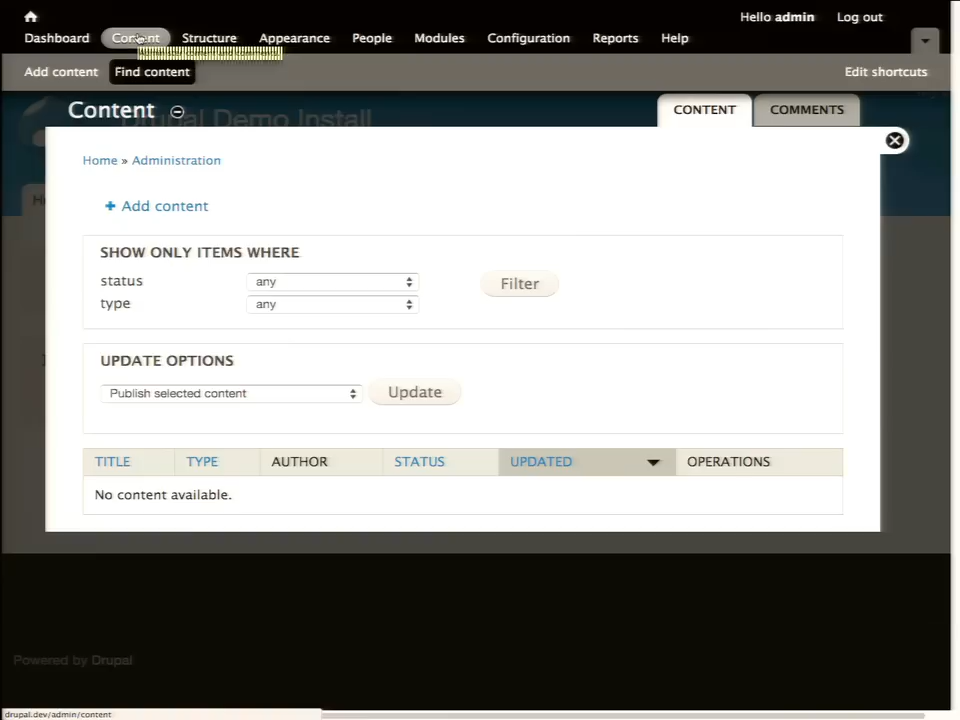 Hello admin Log out
Dashboard Content Structure Appearance People Modules Configuration Reports Help
Add content Find content Edit shortcuts
Drupal Demo Install
Content CONTENT COMMENTS
Home » Administration
+ Add content
SHOW ONLY ITEMS WHERE
status any Filter
type any
UPDATE OPTIONS
Publish selected content Update
TITLE TYPE AUTHOR STATUS UPDATED OPERATIONS
No content available.
Powered by Drupal
drupal.dev/admin/content